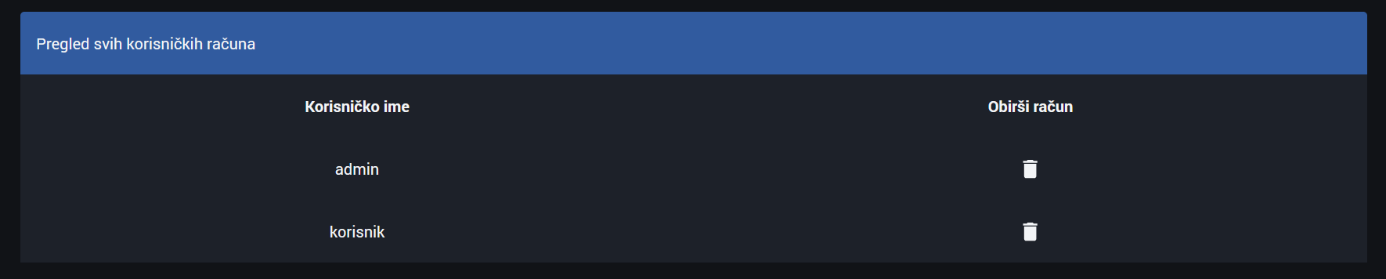 Pregled svih korisničkih računa
Korisničko ime Obirši račun
admin
korisnik